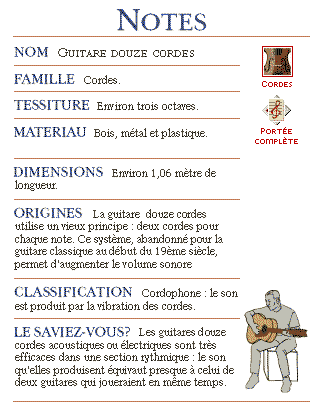 NOTES
NOM GUITARE DOUZE CORDES
FAMILLE Cordes.
CORDES
TESSITURE Environ trois octaves.
MATERIAU Bois, métal et plastique.
PORTÉE
COMPLÈTE
DIMENSIONS Environ 1,06 mètre de
longueur.
ORIGINES La guitare douze cordes
utilise un vieux principe : deux cordes pour
chaque note. Ce système, abandonné pour la
guitare classique au début du 19ème siècle,
permet d'augmenter le volume sonore
CLASSIFICATION Cordophone : le son
est produit par la vibration des cordes.
LE SAVIEZ-VOUS? Les guitares douze
cordes acoustiques ou électriques sont très
efficaces dans une section rythmique : le son
qu'elles produisent équivaut presque à celui de
deux guitares qui joueraient en même temps.